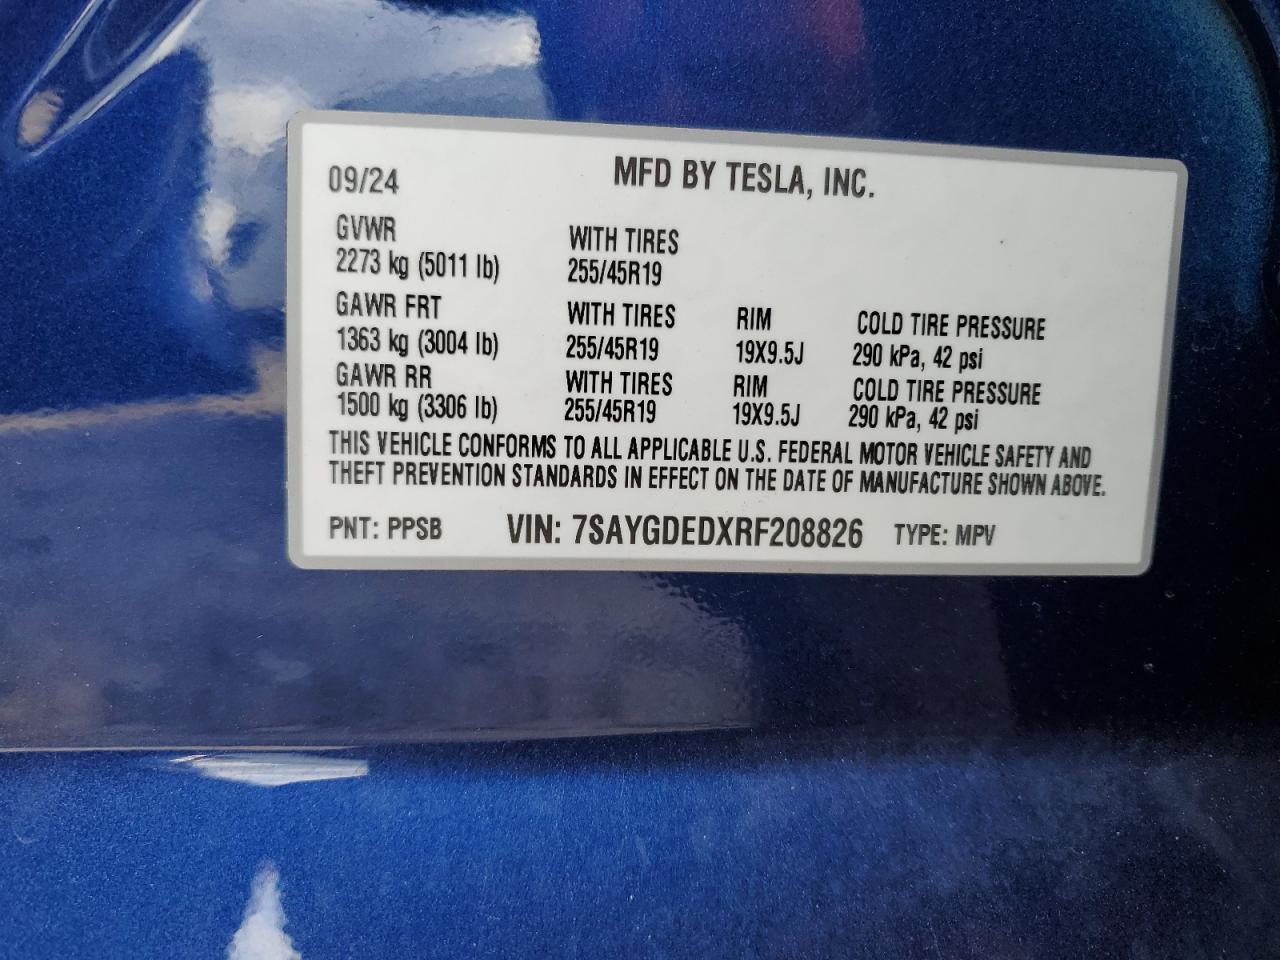 09/24 MFD BY TESLA, INC.
GVWR WITH TIRES
2273 kg (5011 lb) 255/45R19
GAWR FRT WITH TIRES RIM COLD TIRE PRESSURE
1363 kg (3004 lb) 255/45R19 19X9.5J 290 kPa, 42 psi
GAWR RR WITH TIRES RIM COLD TIRE PRESSURE
1500 kg (3306 lb) 255/45R19 19X9.5J 290 kPa, 42 psi
THIS VEHICLE CONFORMS TO ALL APPLICABLE U.S. FEDERAL MOTOR VEHICLE SAFETY AND
THEFT PREVENTION STANDARDS IN EFFECT ON THE DATE OF MANUFACTURE SHOWN ABOVE.
PNT: PPSB VIN: 7SAYGDEDXRF208826 TYPE: MPV